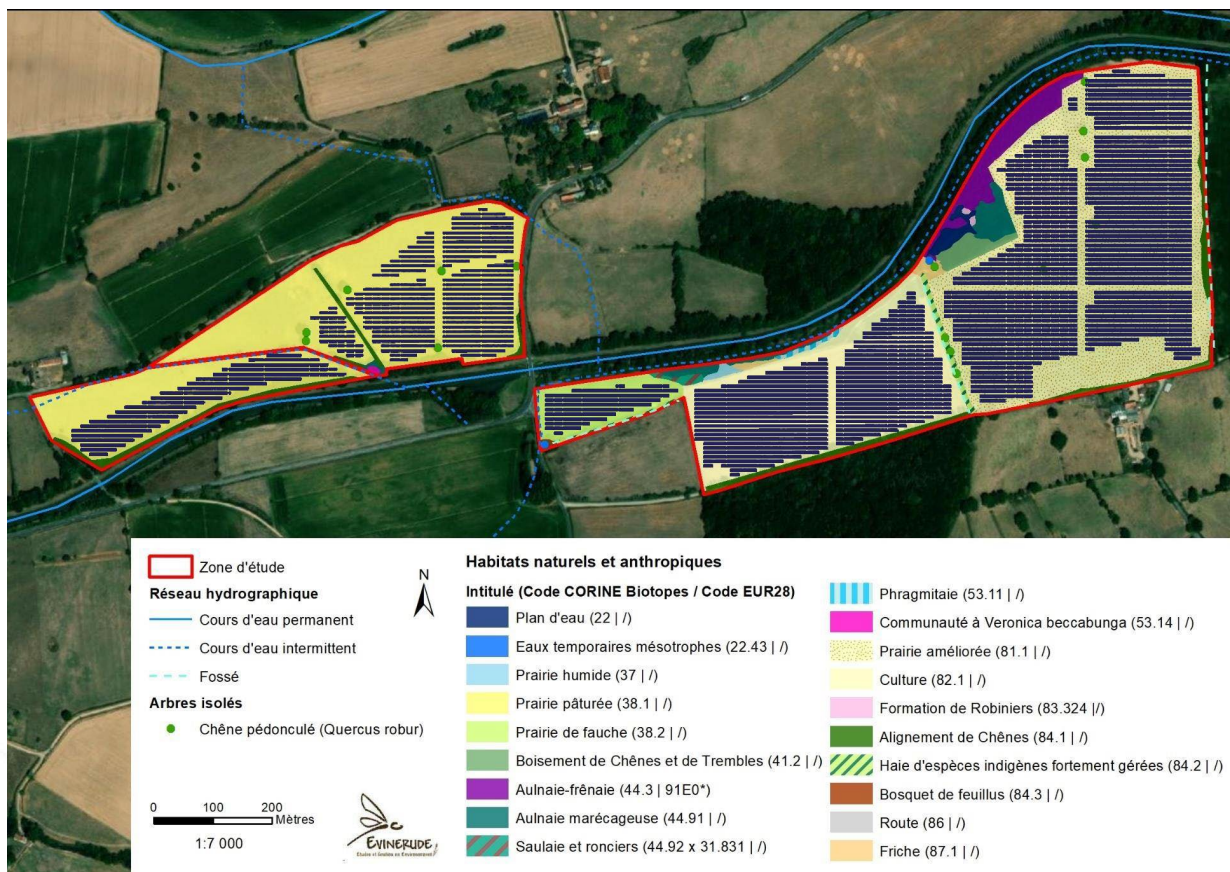 Zone d'étude
Réseau hydrographique
Cours d'eau permanent
Cours d'eau intermittent
Fossé
Arbres isolés
Chêne pédonculé (Quercus robur)
N
0 100 200
Mètres
1:7 000
EVINERUDE
Etudes et Gestion en Environnement
Habitats naturels et anthropiques
Intitulé (Code CORINE Biotopes / Code EUR28)
Plan d'eau (22 | /)
Eaux temporaires mésotrophes (22.43 | /)
Prairie humide (37 | /)
Prairie pâturée (38.1 | /)
Prairie de fauche (38.2 | /)
Boisement de Chênes et de Trembles (41.2 | /)
Aulnaie-frênaie (44.3 | 91E0*)
Aulnaie marécageuse (44.91 | /)
Saulaie et ronciers (44.92 x 31.831 | /)
Phragmitaie (53.11 | /)
Communauté à Veronica beccabunga (53.14 | /)
Prairie améliorée (81.1 | /)
Culture (82.1 | /)
Formation de Robiniers (83.324 |/)
Alignement de Chênes (84.1 | /)
Haie d'espèces indigènes fortement gérées (84.2 | /)
Bosquet de feuillus (84.3 | /)
Route (86 | /)
Friche (87.1 | /)